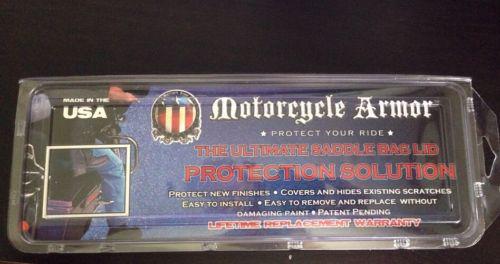 MADE IN THE
USA
Motorcycle Armor
★ PROTECT YOUR RIDE ★
THE ULTIMATE SADDLE BAG LID
PROTECTION SOLUTION
PROTECT NEW FINISHES • COVERS AND HIDES EXISTING SCRATCHES
EASY TO INSTALL • EASY TO REMOVE AND REPLACE WITHOUT
DAMAGING PAINT • PATENT PENDING
LIFETIME REPLACEMENT WARRANTY